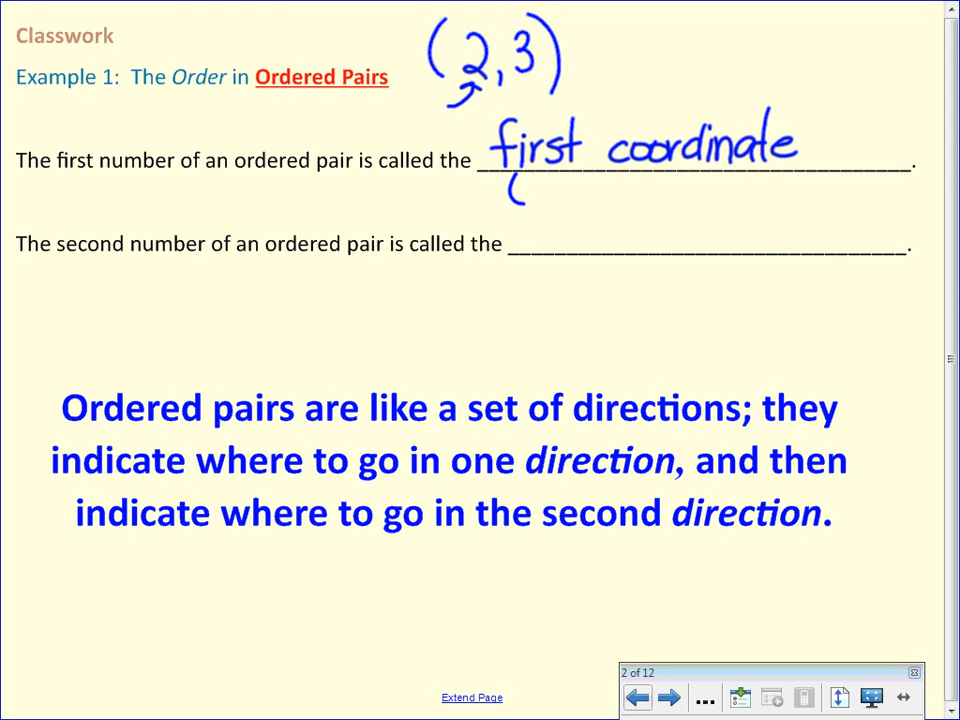 Classwork
(2,3)
Example 1: The Order in Ordered Pairs
The first number of an ordered pair is called the first coordinate.
(
The second number of an ordered pair is called the ________________________________.
Ordered pairs are like a set of directions; they
indicate where to go in one direction, and then
indicate where to go in the second direction.
Extend Page
2 of 12